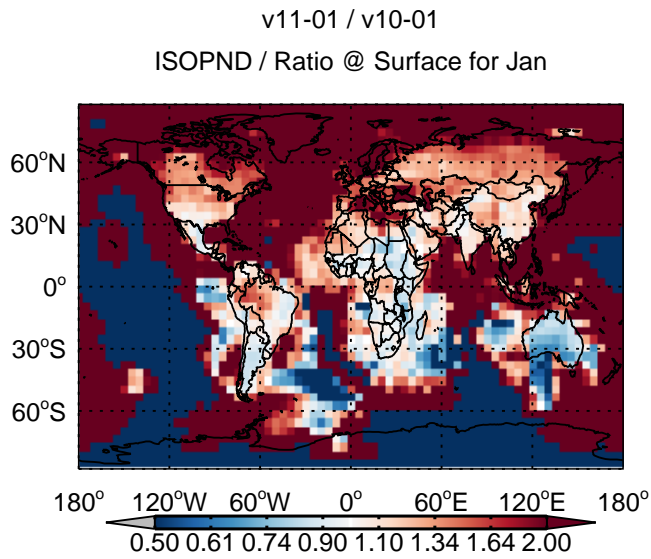 v11-01 / v10-01
ISOPND / Ratio @ Surface for Jan
60°N
30°N
0°
30°S
60°S
180° 120°W 60°W 0° 60°E 120°E 180°
0.50 0.61 0.74 0.90 1.10 1.34 1.64 2.00